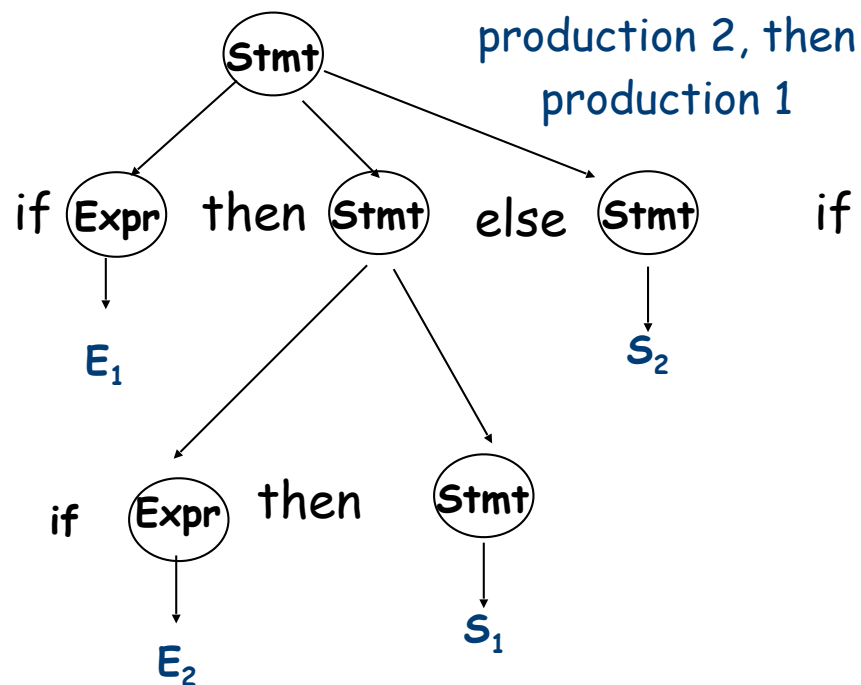 Stmt
production 2, then
production 1
if Expr then Stmt else Stmt if
E₁ S₂
if Expr then Stmt
E₂ S₁